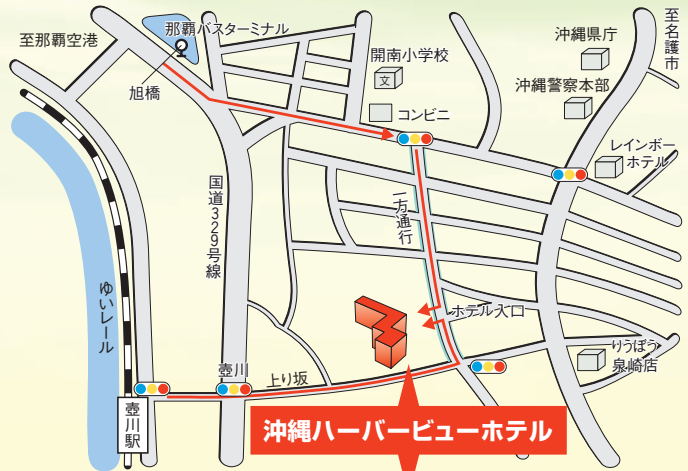 至那覇空港
那覇バスターミナル
旭橋
開南小学校
文
コンビニ
沖縄県庁
沖縄警察本部
至名護市
レインボー
ホテル
国道329号線
一方通行
ゆいレール
ホテル入口
りうぼう
泉崎店
壺川
上り坂
壺川駅
沖縄ハーバービューホテル